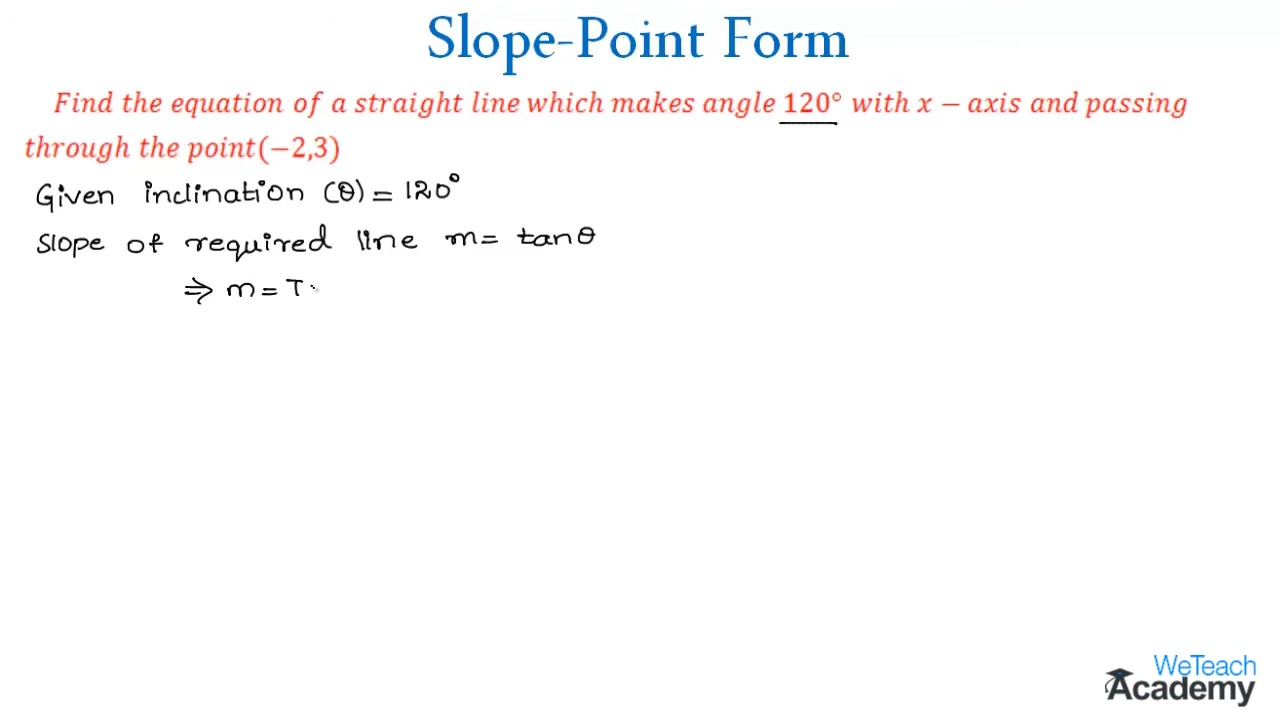 Slope-Point Form
Find the equation of a straight line which makes angle 120° with x − axis and passing
through the point(−2,3)
Given inclination (θ) = 120°
Slope of required line m = tanθ
⇒ m = T
WeTeach
Academy